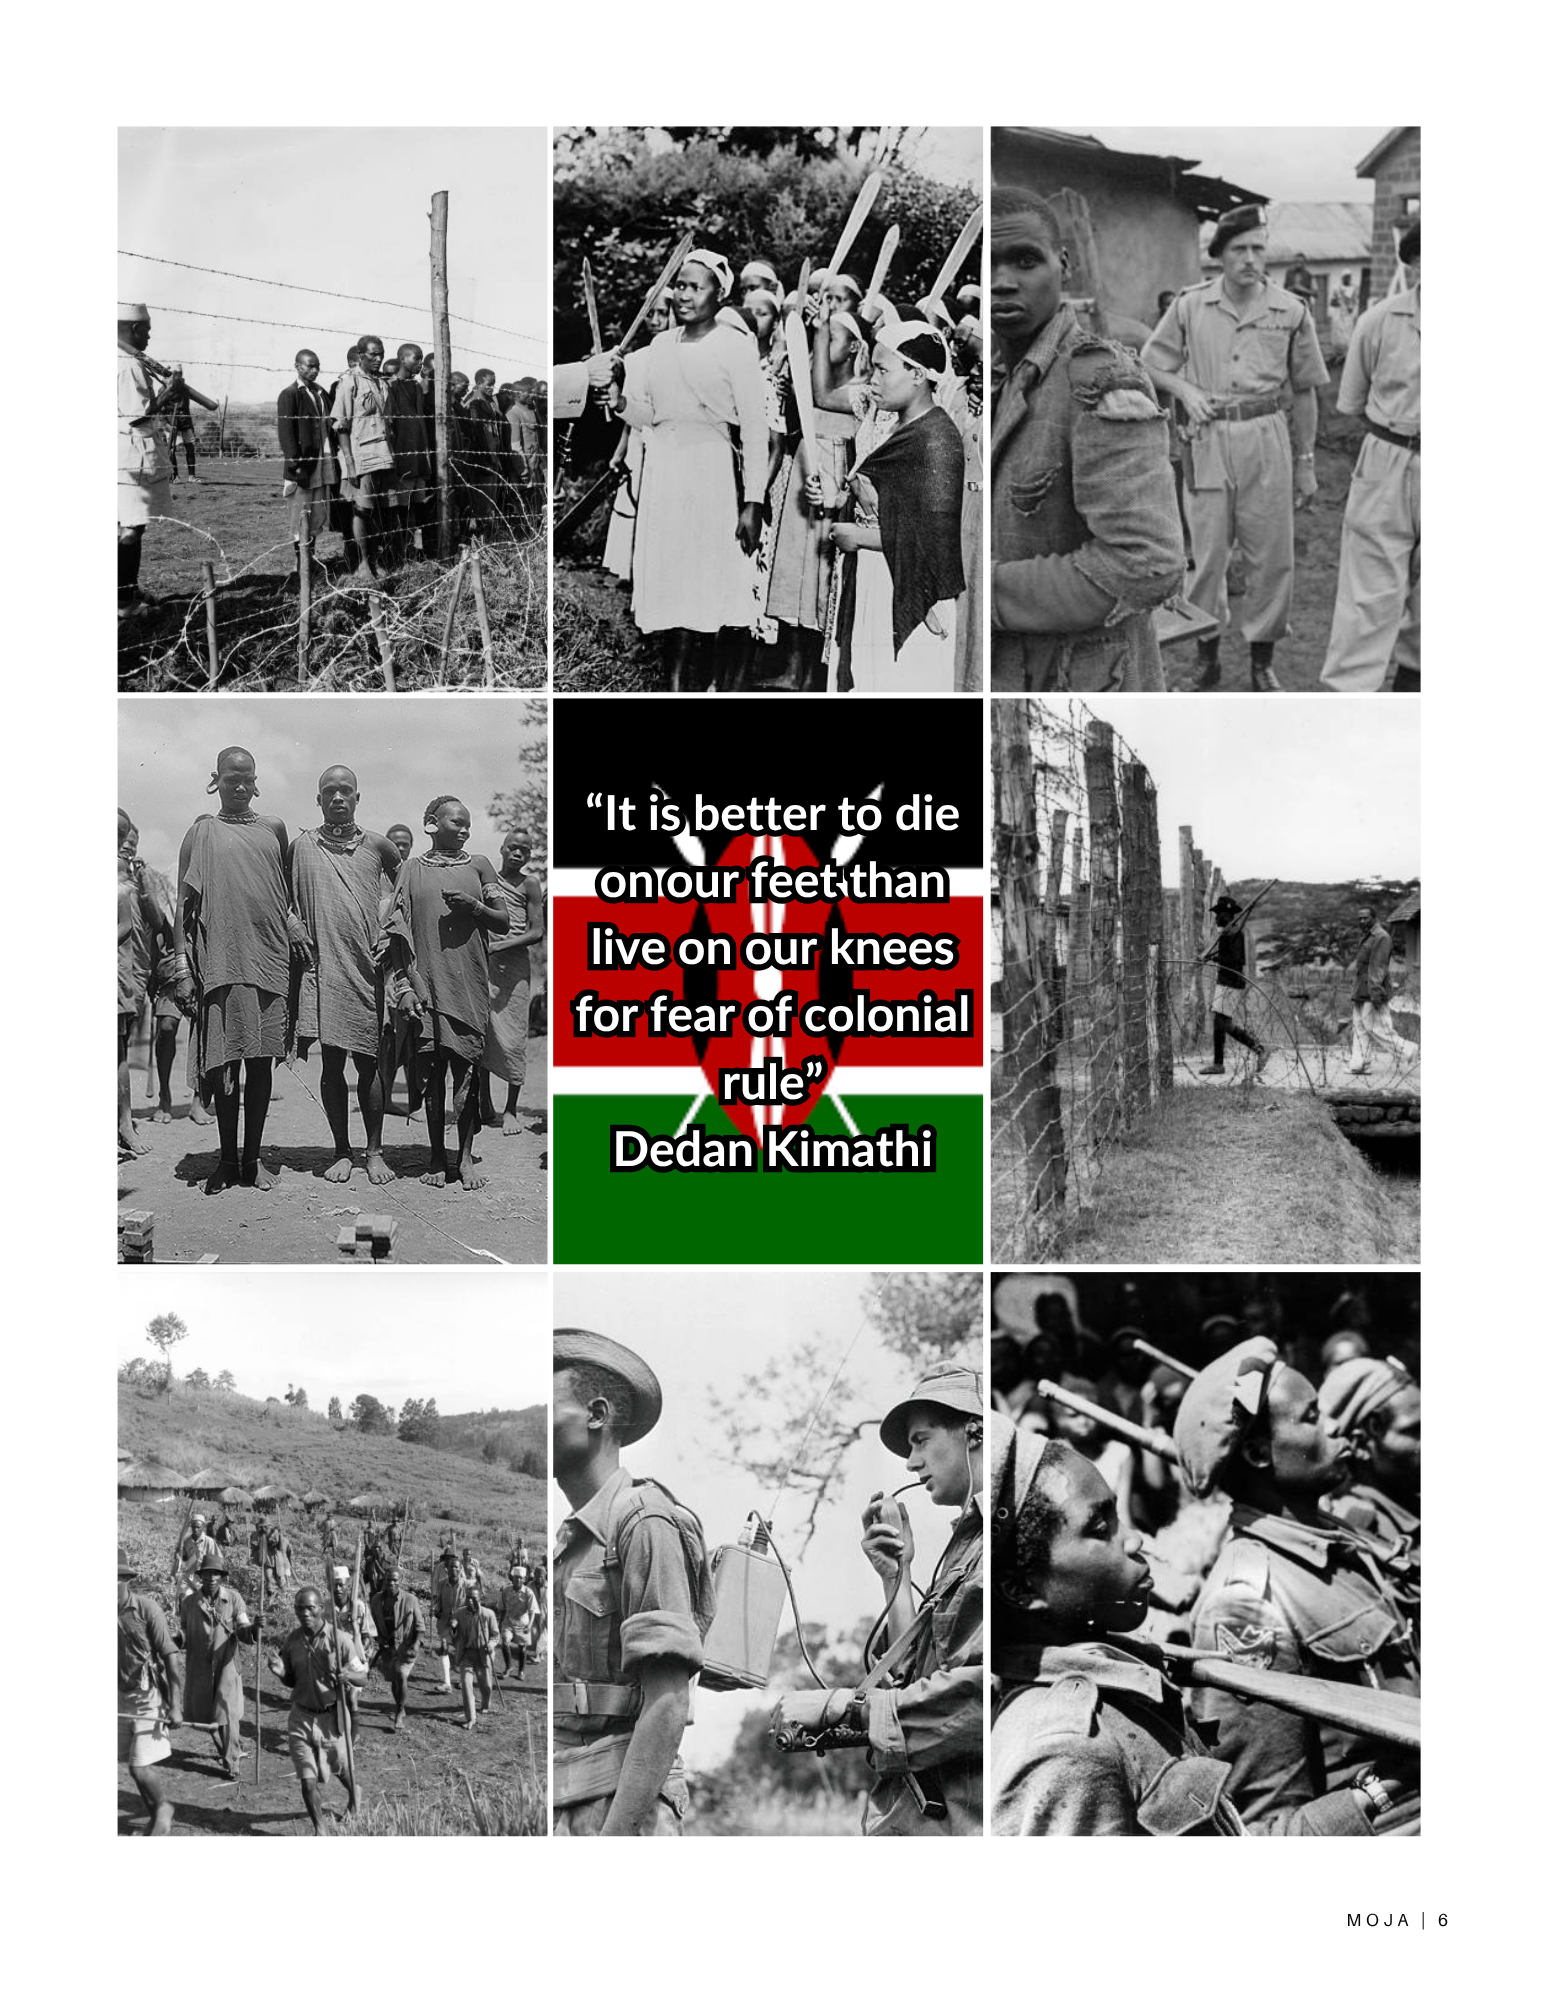 “It is better to die
on our feet than
live on our knees
for fear of colonial
rule”
Dedan Kimathi
MOJA | 6